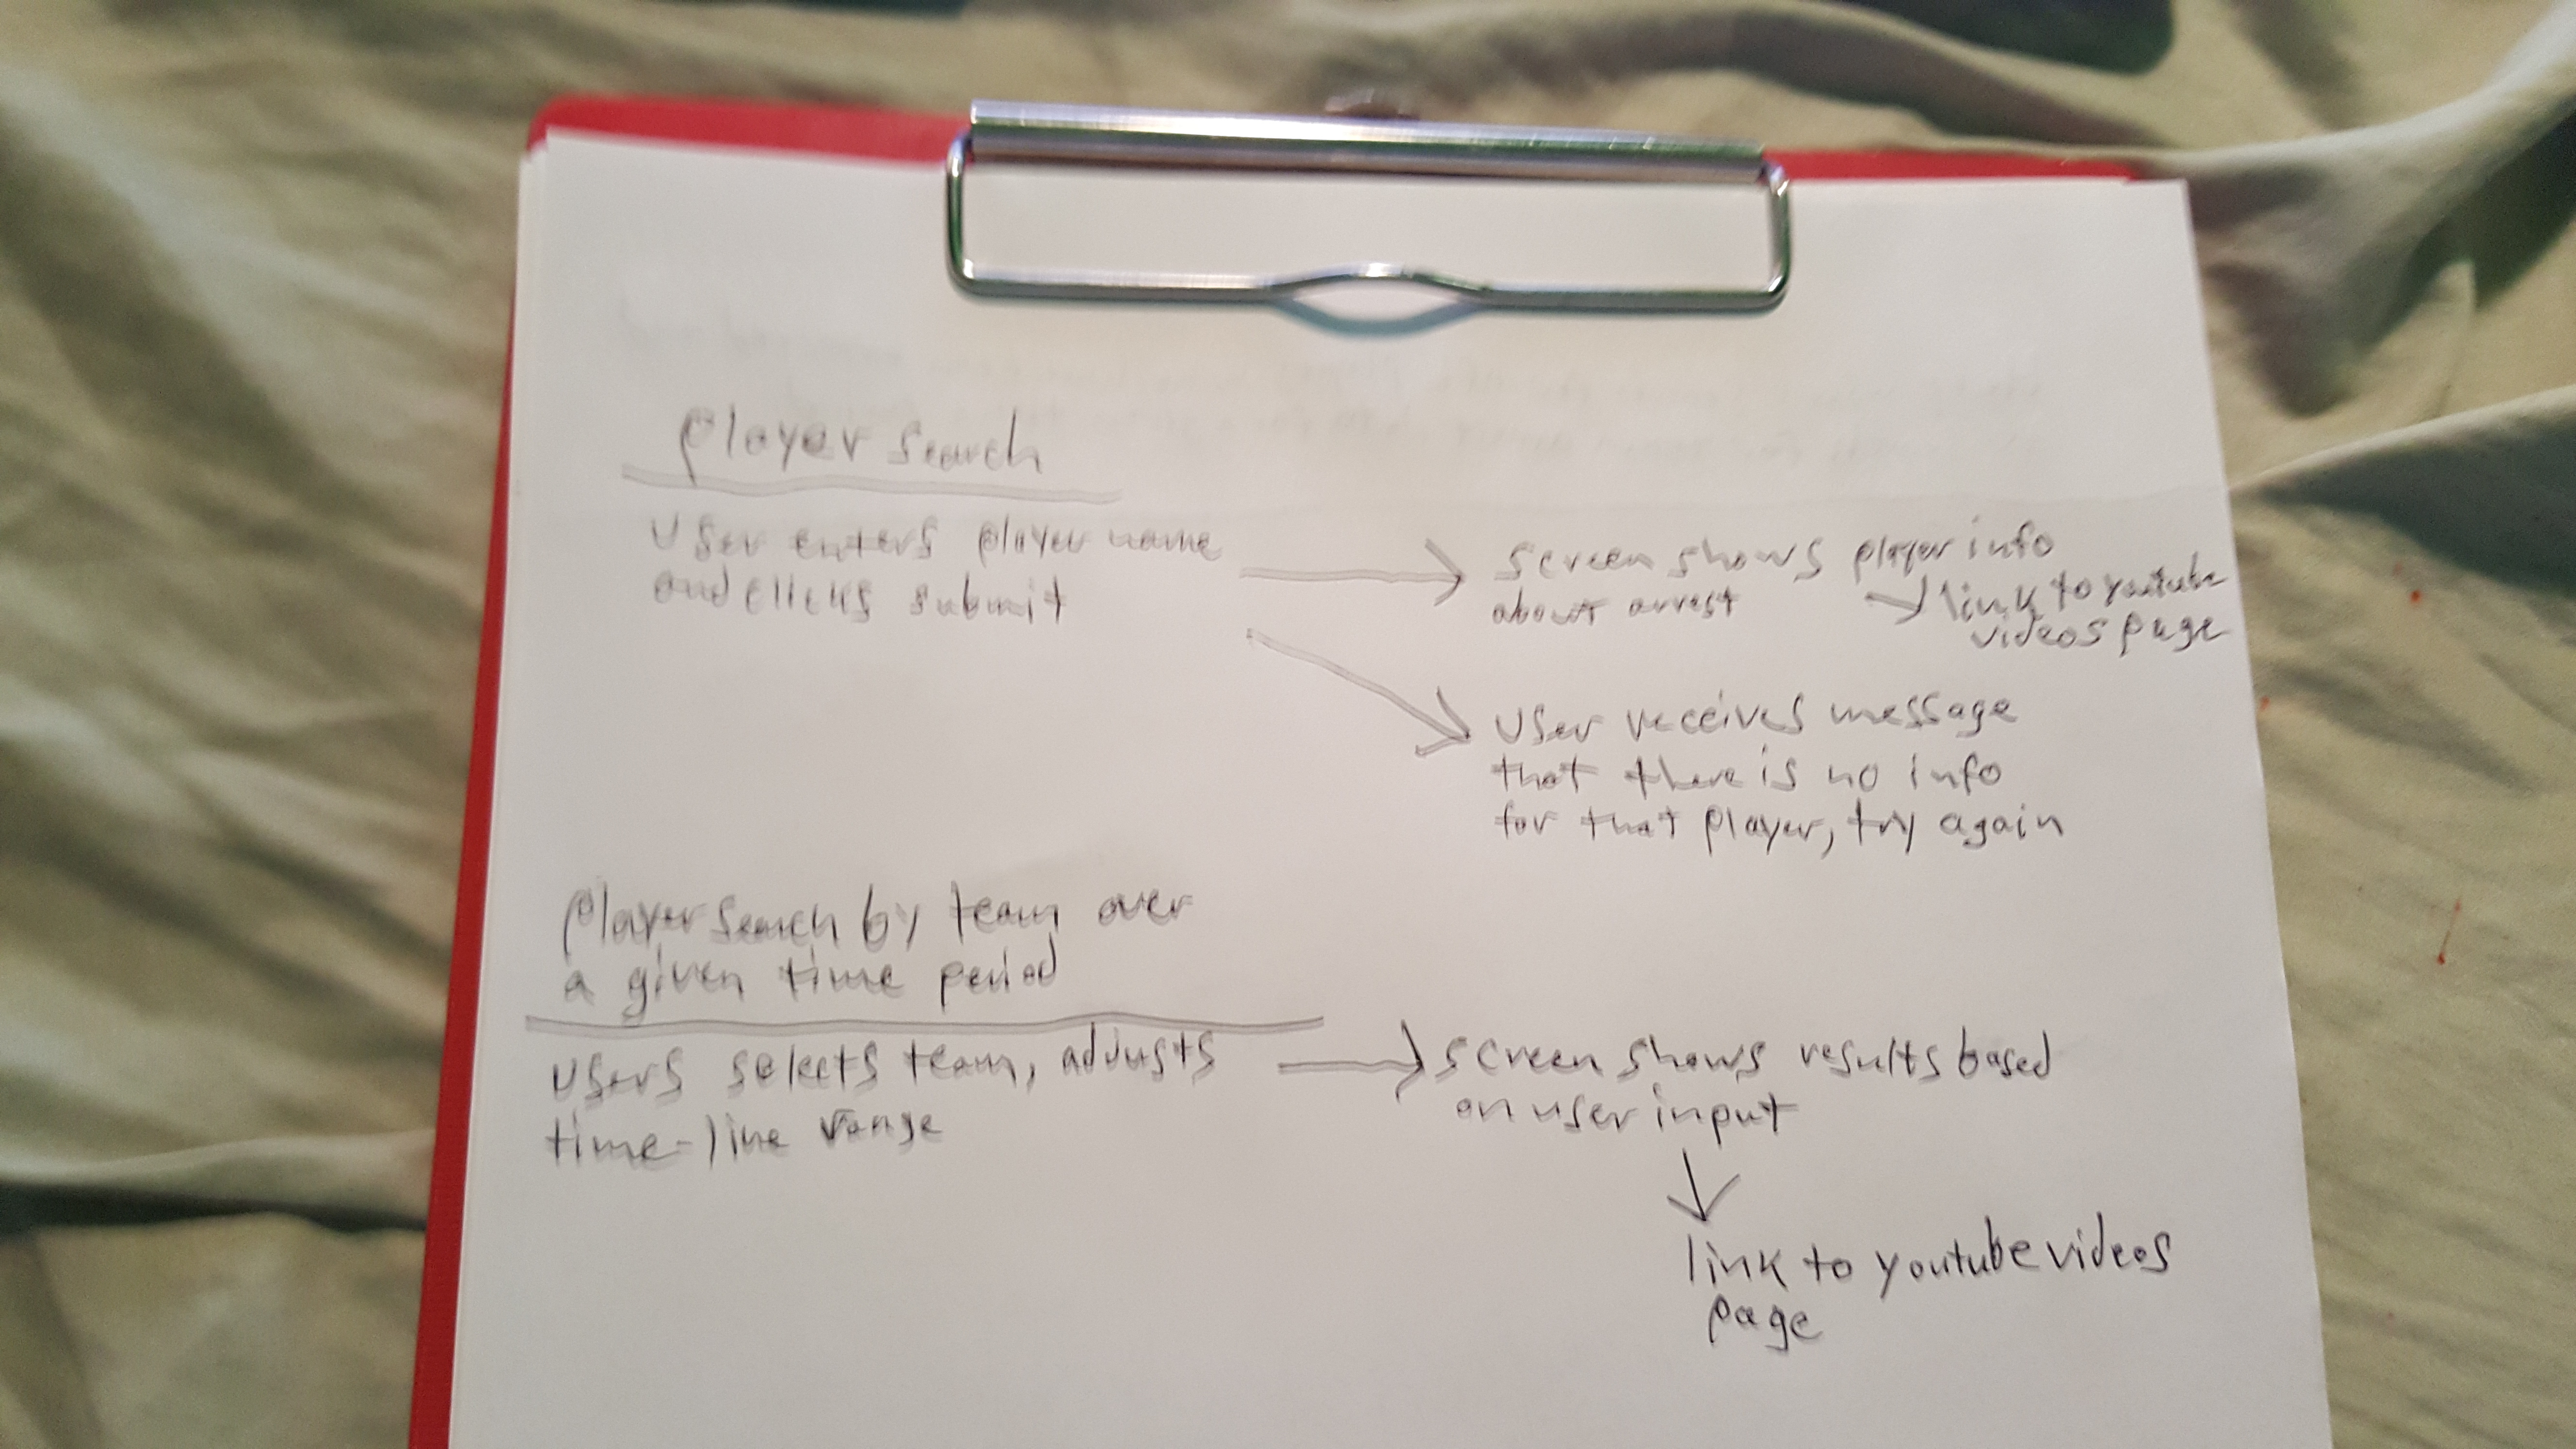 Player search
User enters player name
and clicks submit
screen shows player info
about arrest
link to youtube
videos page
User receives message
that there is no info
for that player, try again
Player search by team over
a given time period
Users selects team, adjusts
time-line range
screen shows results based
on user input
link to youtube videos
page